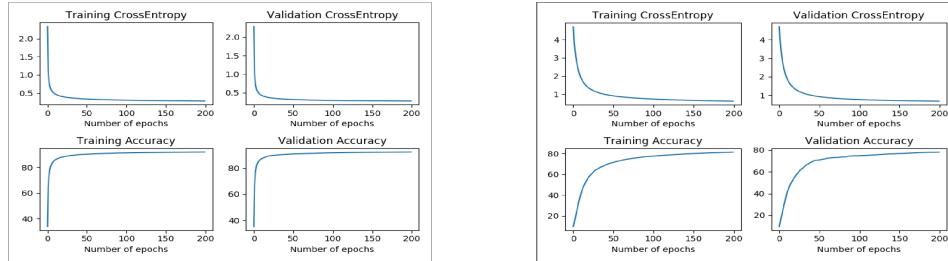 Training CrossEntropy
2.0
1.5
1.0
0.5
0 50 100 150 200
Number of epochs
Validation CrossEntropy
2.0
1.5
1.0
0.5
0 50 100 150 200
Number of epochs
Training Accuracy
80
60
40
0 50 100 150 200
Number of epochs
Validation Accuracy
80
60
40
0 50 100 150 200
Number of epochs
Training CrossEntropy
4
3
2
1
0 50 100 150 200
Number of epochs
Validation CrossEntropy
4
3
2
1
0 50 100 150 200
Number of epochs
Training Accuracy
80
60
40
20
0 50 100 150 200
Number of epochs
Validation Accuracy
80
60
40
20
0 50 100 150 200
Number of epochs